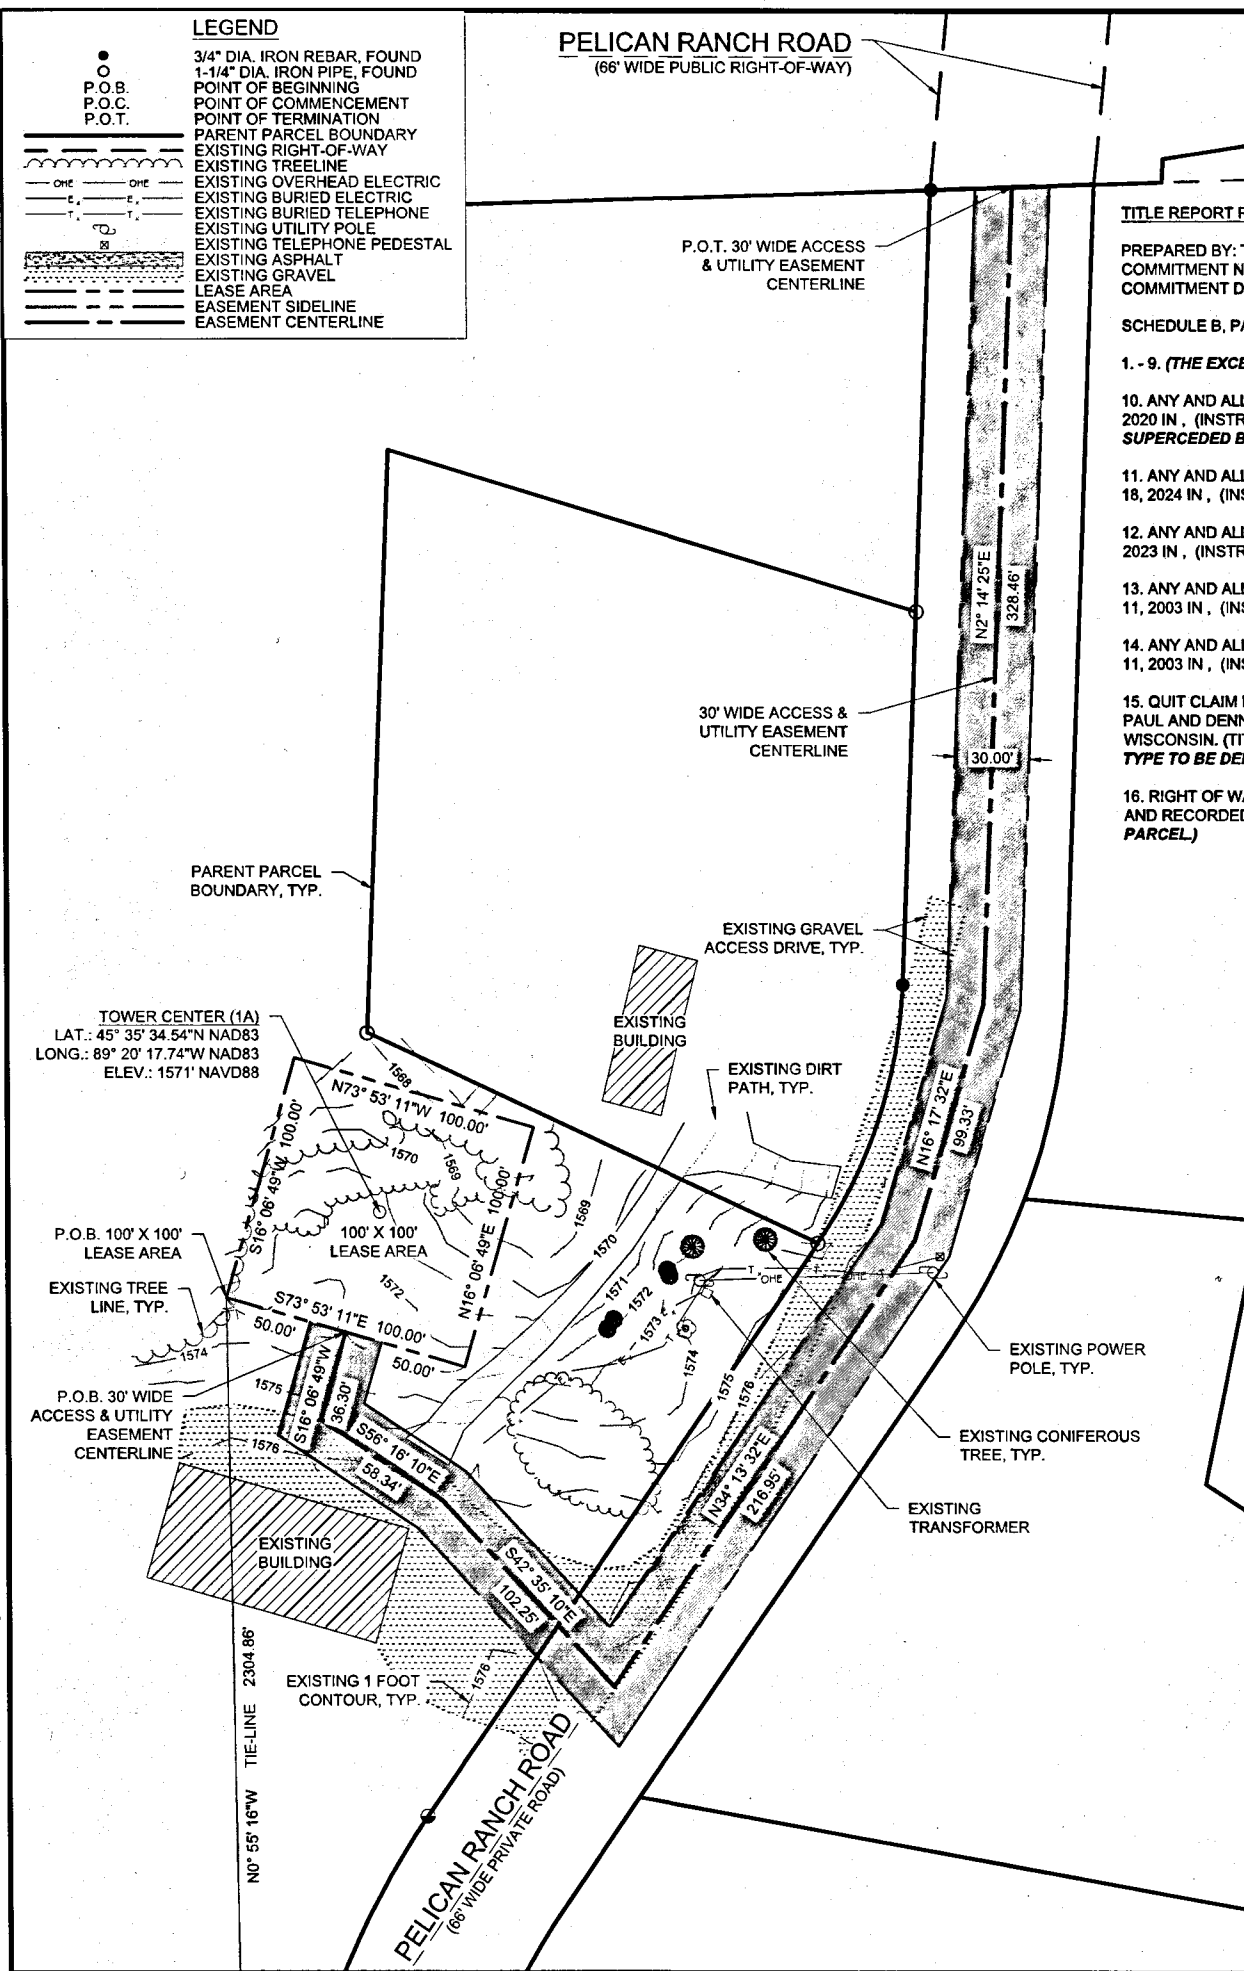 LEGEND
3/4" DIA. IRON REBAR, FOUND
1-1/4" DIA. IRON PIPE, FOUND
P.O.B. POINT OF BEGINNING
P.O.C. POINT OF COMMENCEMENT
P.O.T. POINT OF TERMINATION
PARENT PARCEL BOUNDARY
EXISTING RIGHT-OF-WAY
EXISTING TREELINE
OHE OHE EXISTING OVERHEAD ELECTRIC
E E EXISTING BURIED ELECTRIC
T T EXISTING BURIED TELEPHONE
EXISTING UTILITY POLE
EXISTING TELEPHONE PEDESTAL
EXISTING ASPHALT
EXISTING GRAVEL
LEASE AREA
EASEMENT SIDELINE
EASEMENT CENTERLINE
PELICAN RANCH ROAD
(66' WIDE PUBLIC RIGHT-OF-WAY)
P.O.T. 30' WIDE ACCESS
& UTILITY EASEMENT
CENTERLINE
TITLE REPORT
PREPARED BY:
COMMITMENT
COMMITMENT
SCHEDULE B,
1. - 9. (THE
10. ANY AND
2020 IN , (
SUPERCEDED
11. ANY AND
18, 2024 IN , (
12. ANY AND
2023 IN , (
13. ANY AND
11, 2003 IN , (
14. ANY AND
11, 2003 IN , (
15. QUIT CLAIM
PAUL AND
WISCONSIN.
TYPE TO BE
16. RIGHT OF
AND RECORDED
PARCEL.)
N2° 14' 25"E
328.46'
30' WIDE ACCESS &
UTILITY EASEMENT
CENTERLINE
30.00'
PARENT PARCEL
BOUNDARY, TYP.
EXISTING GRAVEL
ACCESS DRIVE, TYP.
TOWER CENTER (1A)
LAT.: 45° 35' 34.54"N NAD83
LONG.: 89° 20' 17.74"W NAD83
ELEV.: 1571' NAVD88
EXISTING
BUILDING
EXISTING DIRT
PATH, TYP.
1568
N73° 53' 11"W 100.00'
S16° 06' 49"W 100.00'
1570
1569
N16° 06' 49"E 100.00'
1569
1570
N16° 17' 32"E
99.33'
P.O.B. 100' X 100'
LEASE AREA
100' X 100'
LEASE AREA
1572
1571
1572
1573
T OHE OHE
E
T
EXISTING TREE
LINE, TYP.
1574
S73° 53' 11"E 100.00'
50.00'
50.00'
1574
1575
1576
EXISTING POWER
POLE, TYP.
P.O.B. 30' WIDE
ACCESS & UTILITY
EASEMENT
CENTERLINE
1575
1576
S16° 06' 49"W
36.30'
S56° 16' 10"E
58.34'
EXISTING CONIFEROUS
TREE, TYP.
N34° 13' 32"E
216.95'
EXISTING
TRANSFORMER
EXISTING
BUILDING
S42° 35' 10"E
102.25'
EXISTING 1 FOOT
CONTOUR, TYP.
1576
N0° 55' 16"W TIE-LINE 2304.86'
PELICAN RANCH ROAD
(66' WIDE PRIVATE ROAD)